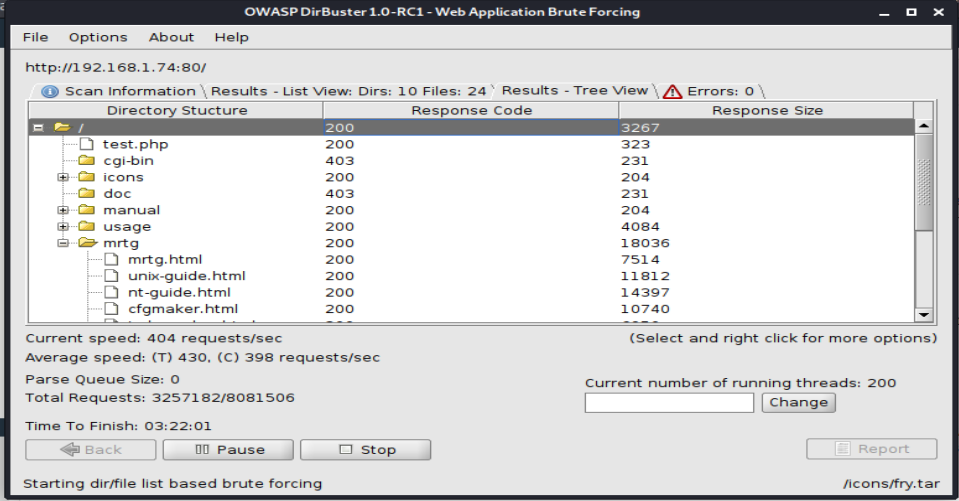 OWASP DirBuster 1.0-RC1 - Web Application Brute Forcing
File Options About Help
http://192.168.1.74:80/
Scan Information \ Results - List View: Dirs: 10 Files: 24 \ Results - Tree View \ Errors: 0 \
Directory Stucture Response Code Response Size
/ 200 3267
test.php 200 323
cgi-bin 403 231
icons 200 204
doc 403 231
manual 200 204
usage 200 4084
mrtg 200 18036
mrtg.html 200 7514
unix-guide.html 200 11812
nt-guide.html 200 14397
cfgmaker.html 200 10740
Current speed: 404 requests/sec (Select and right click for more options)
Average speed: (T) 430, (C) 398 requests/sec
Parse Queue Size: 0
Current number of running threads: 200
Total Requests: 3257182/8081506
Change
Time To Finish: 03:22:01
Back Pause Stop Report
Starting dir/file list based brute forcing /icons/fry.tar